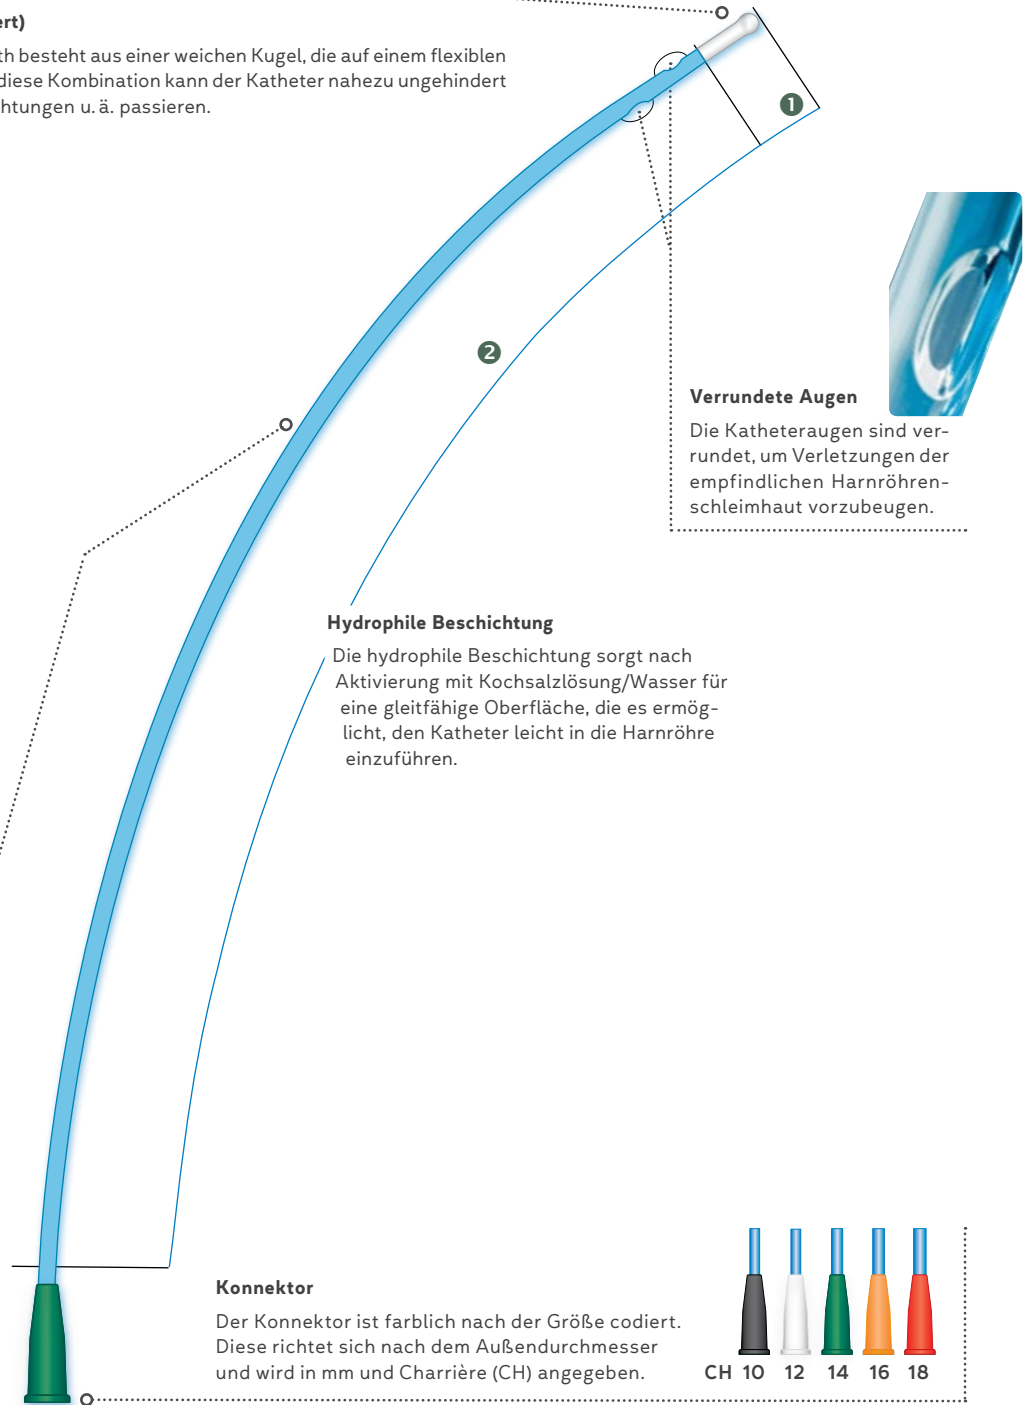 ert)
th besteht aus einer weichen Kugel, die auf einem flexiblen
diese Kombination kann der Katheter nahezu ungehindert
htungen u. ä. passieren.
1
2
Verrundete Augen
Die Katheteraugen sind ver-
rundet, um Verletzungen der
empfindlichen Harnröhren-
schleimhaut vorzubeugen.
Hydrophile Beschichtung
Die hydrophile Beschichtung sorgt nach
Aktivierung mit Kochsalzlösung/Wasser für
eine gleitfähige Oberfläche, die es ermög-
licht, den Katheter leicht in die Harnröhre
einzuführen.
Konnektor
Der Konnektor ist farblich nach der Größe codiert.
Diese richtet sich nach dem Außendurchmesser
und wird in mm und Charrière (CH) angegeben.
CH 10 12 14 16 18